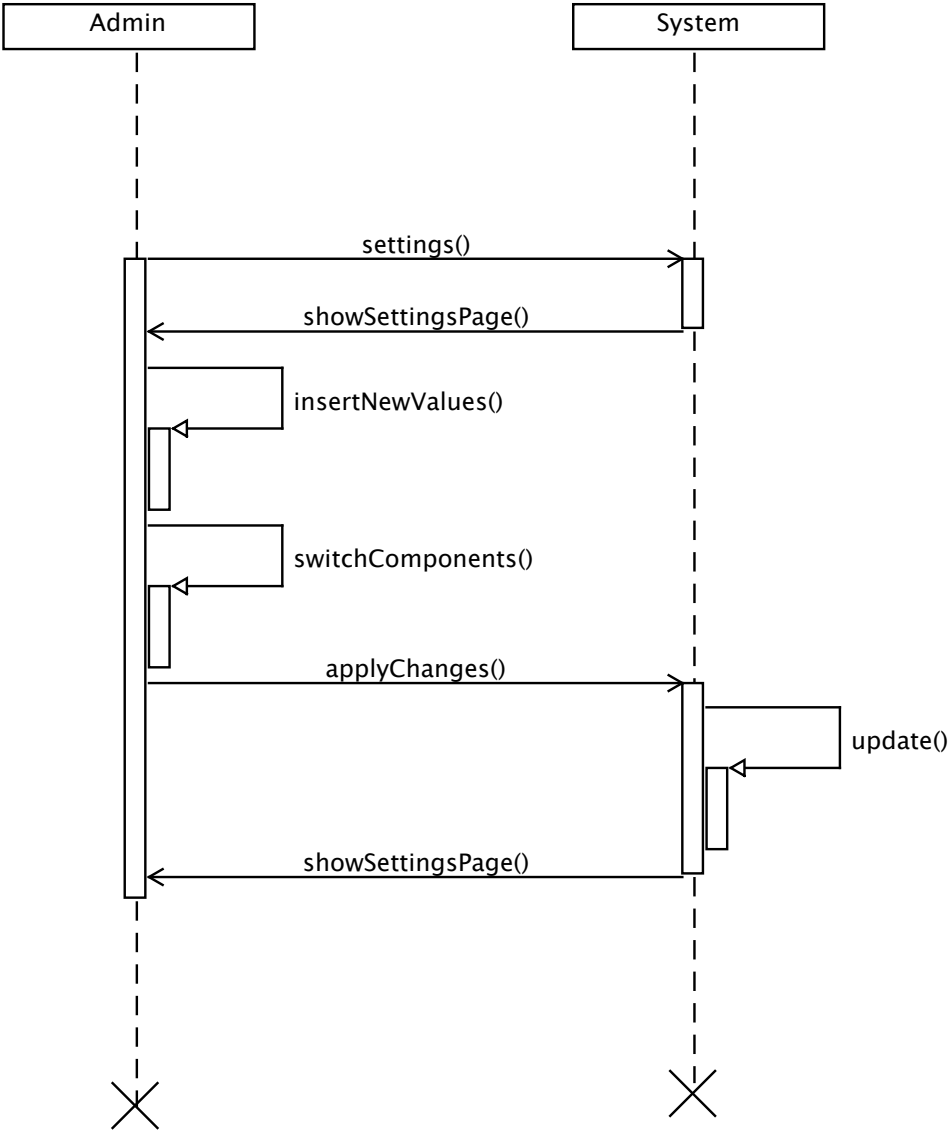 Admin
System
settings()
showSettingsPage()
insertNewValues()
switchComponents()
applyChanges()
update()
showSettingsPage()